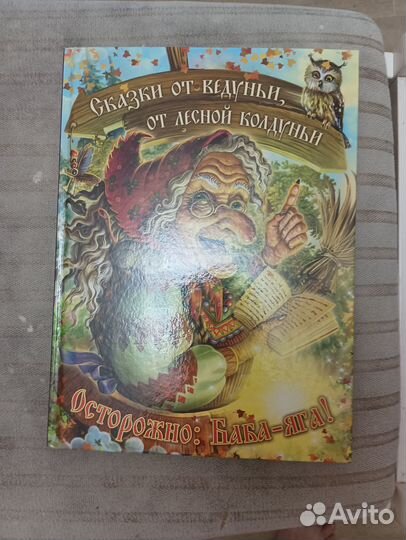 Сказки от ведуньи,
от лесной колдуньи
Осторожно: Баба-яга!
Avito